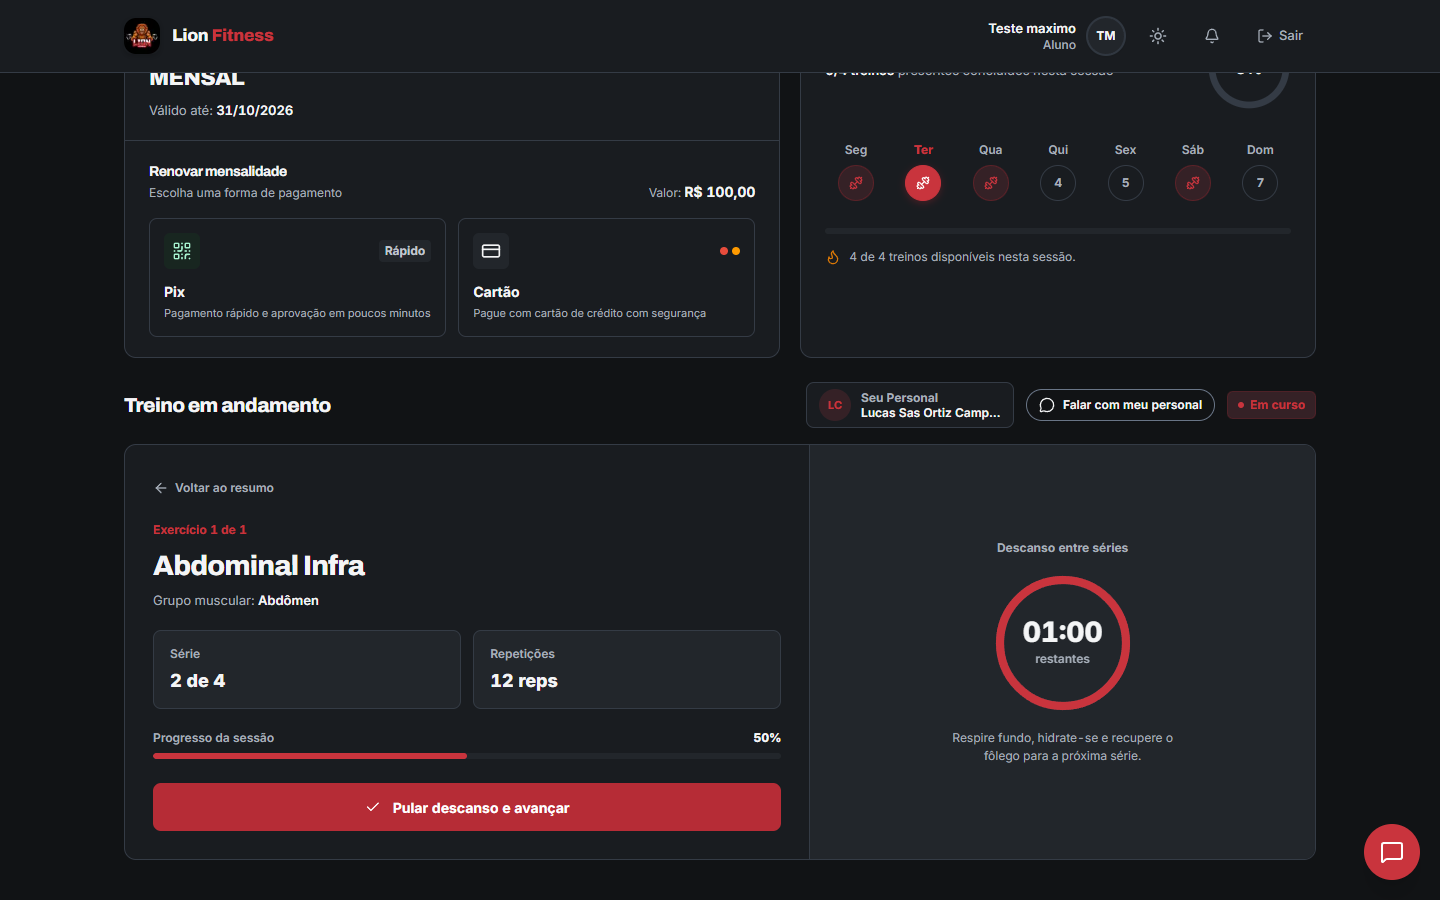 Lion Fitness
Teste maximo
Aluno
TM
Sair
MENSAL
Válido até: 31/10/2026
Renovar mensalidade
Escolha uma forma de pagamento
Valor: R$ 100,00
Rápido
Pix
Pagamento rápido e aprovação em poucos minutos
Cartão
Pague com cartão de crédito com segurança
Seg
Ter
Qua
Qui
Sex
Sáb
Dom
4
5
7
4 de 4 treinos disponíveis nesta sessão.
Treino em andamento
LC
Seu Personal
Lucas Sas Ortiz Camp...
Falar com meu personal
Em curso
Voltar ao resumo
Exercício 1 de 1
Abdominal Infra
Grupo muscular: Abdômen
Série
2 de 4
Repetições
12 reps
Progresso da sessão
50%
Pular descanso e avançar
Descanso entre séries
01:00
restantes
Respire fundo, hidrate-se e recupere o
fôlego para a próxima série.